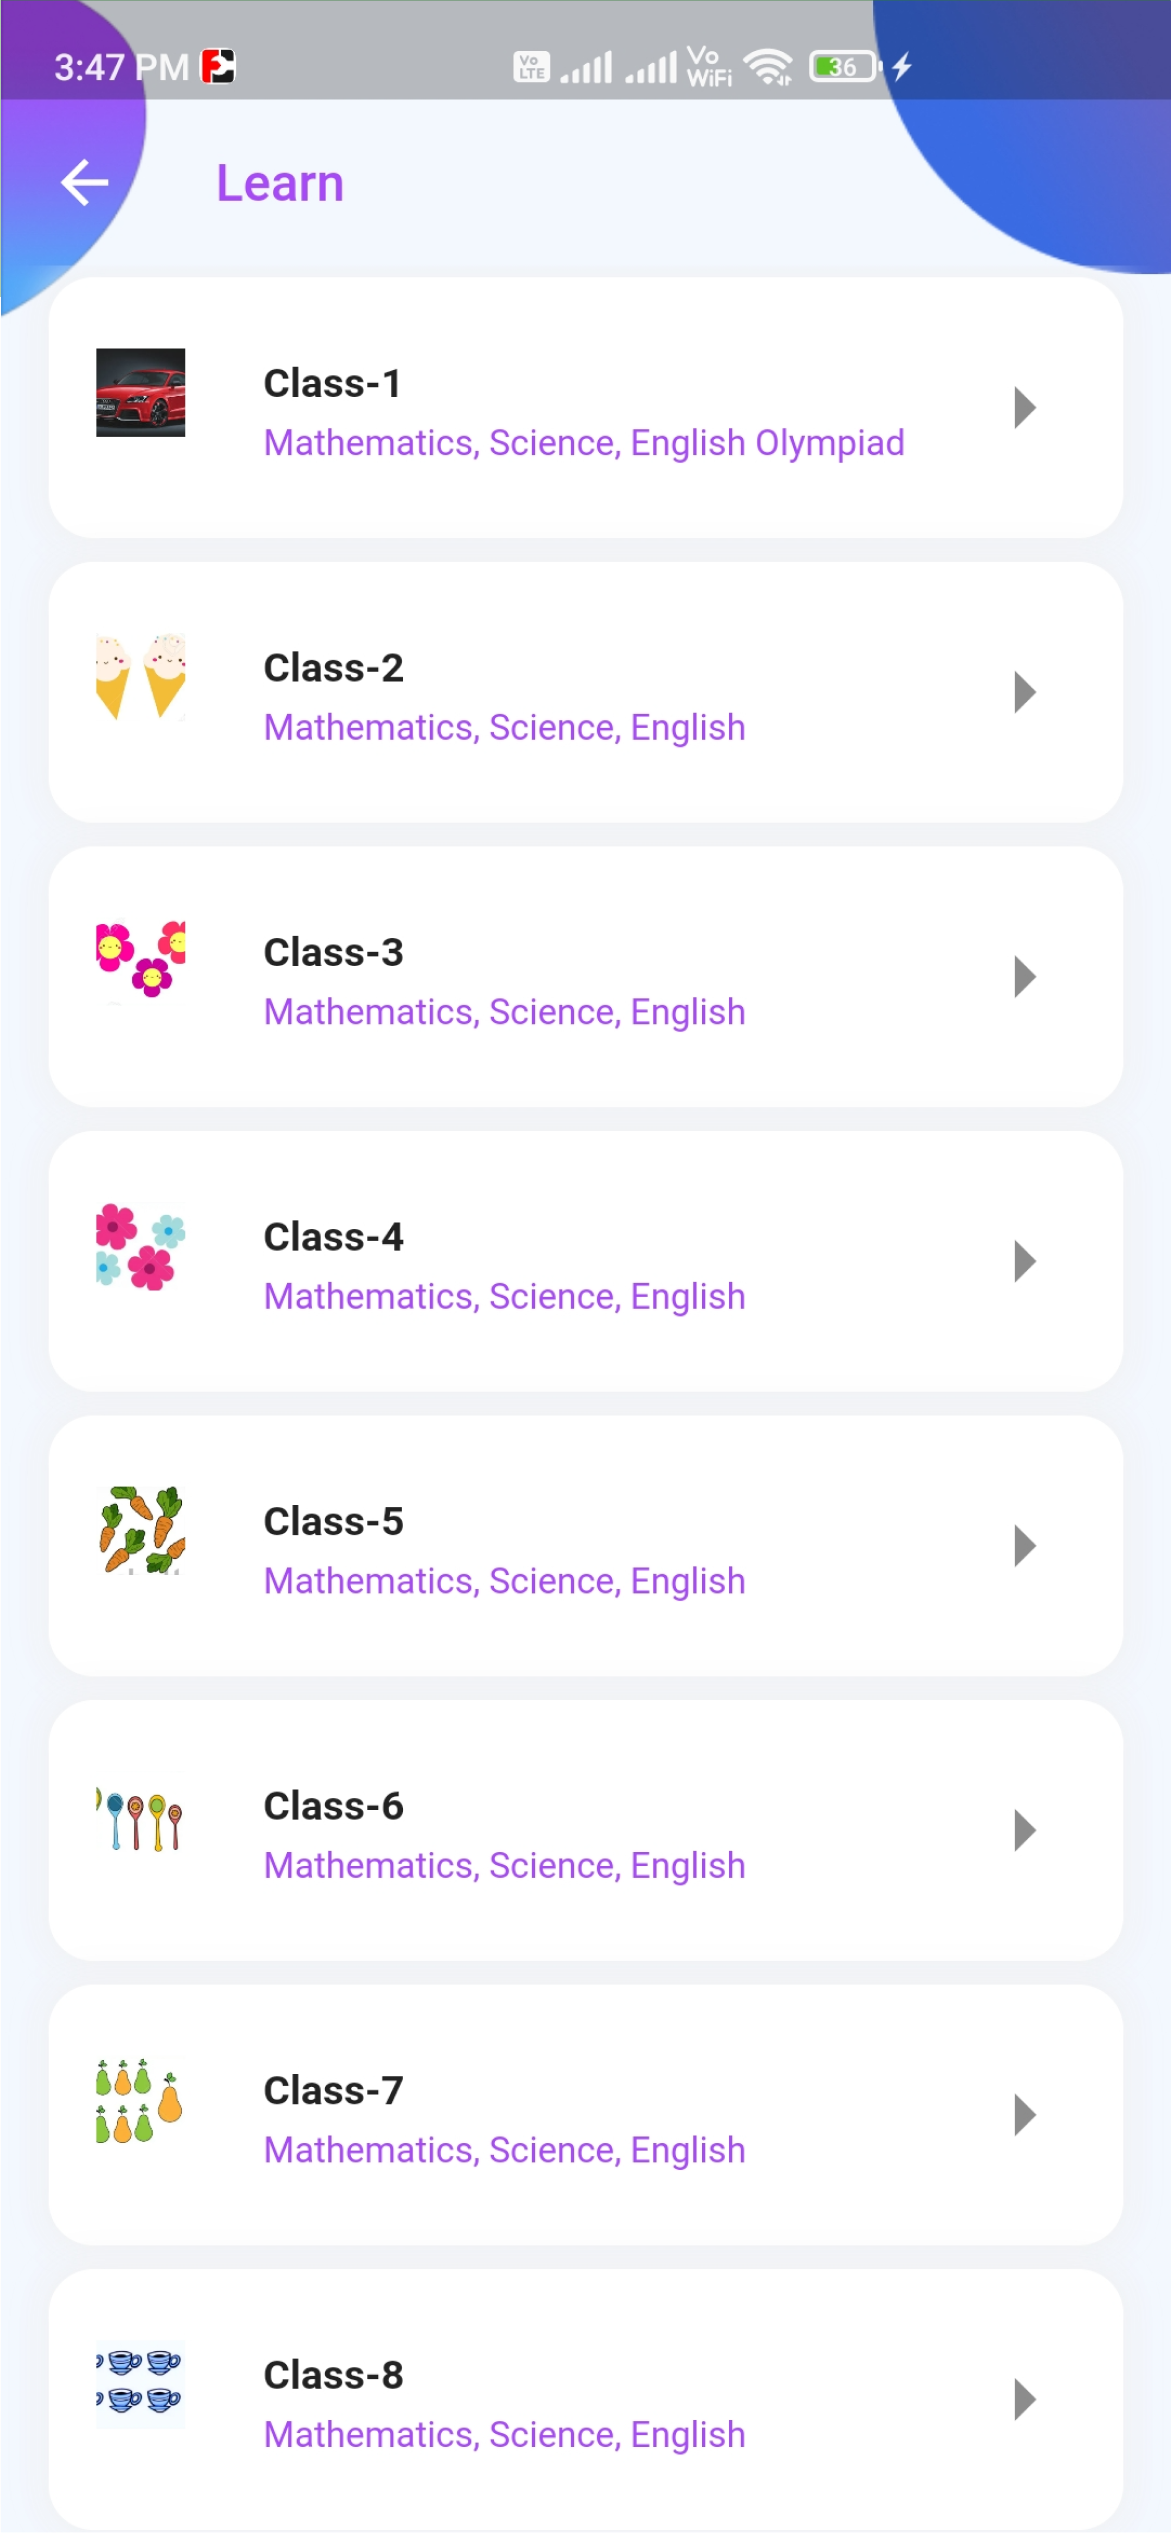 3:47 PM
Vo LTE
Vo WiFi
36
Learn
Class-1
Mathematics, Science, English Olympiad
Class-2
Mathematics, Science, English
Class-3
Mathematics, Science, English
Class-4
Mathematics, Science, English
Class-5
Mathematics, Science, English
Class-6
Mathematics, Science, English
Class-7
Mathematics, Science, English
Class-8
Mathematics, Science, English